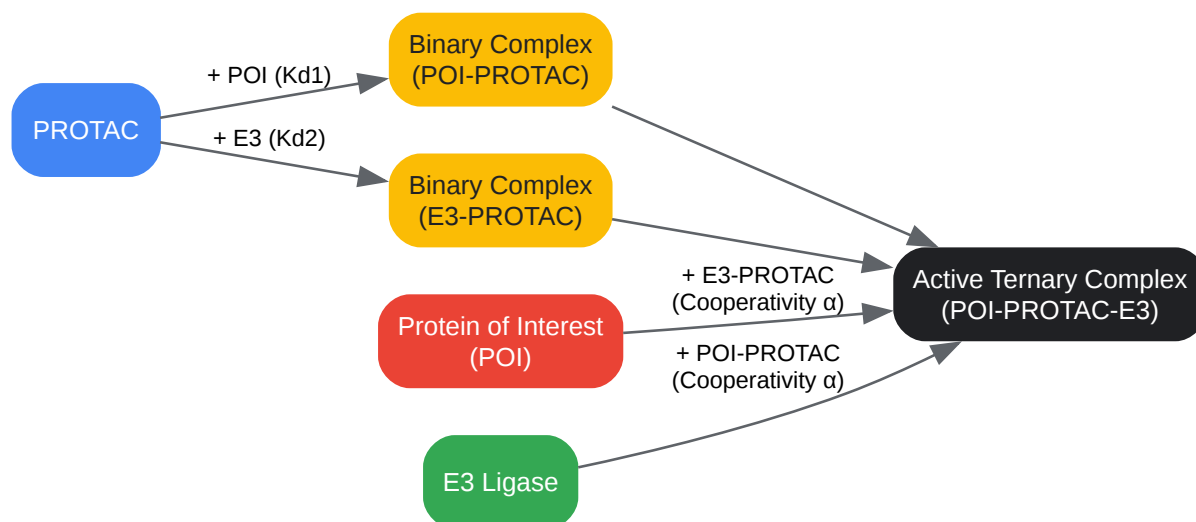 PROTAC
+ POI (Kd1)
+ E3 (Kd2)
Binary Complex
(POI-PROTAC)
Binary Complex
(E3-PROTAC)
Protein of Interest
(POI)
E3 Ligase
+ E3-PROTAC
(Cooperativity α)
+ POI-PROTAC
(Cooperativity α)
Active Ternary Complex
(POI-PROTAC-E3)